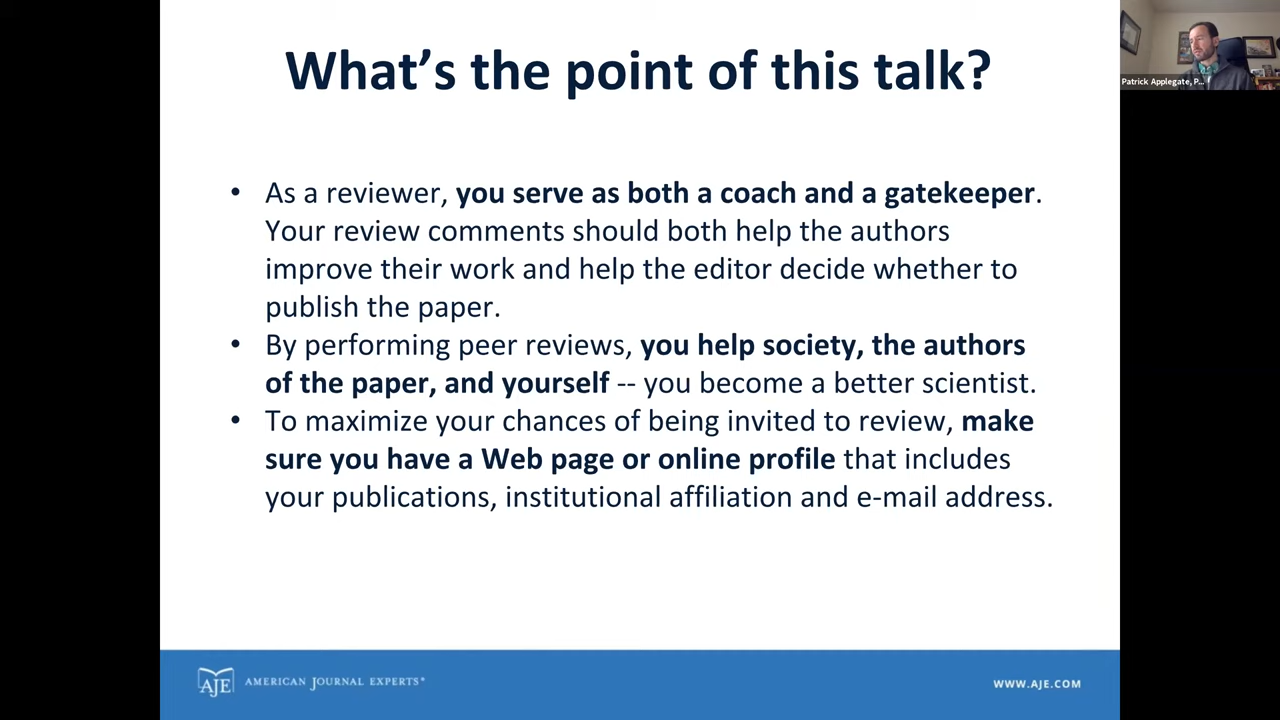 What's the point of this talk?
Patrick Applegate, P...
• As a reviewer, you serve as both a coach and a gatekeeper.
Your review comments should both help the authors
improve their work and help the editor decide whether to
publish the paper.
• By performing peer reviews, you help society, the authors
of the paper, and yourself -- you become a better scientist.
• To maximize your chances of being invited to review, make
sure you have a Web page or online profile that includes
your publications, institutional affiliation and e-mail address.
AJE AMERICAN JOURNAL EXPERTS®
WWW.AJE.COM